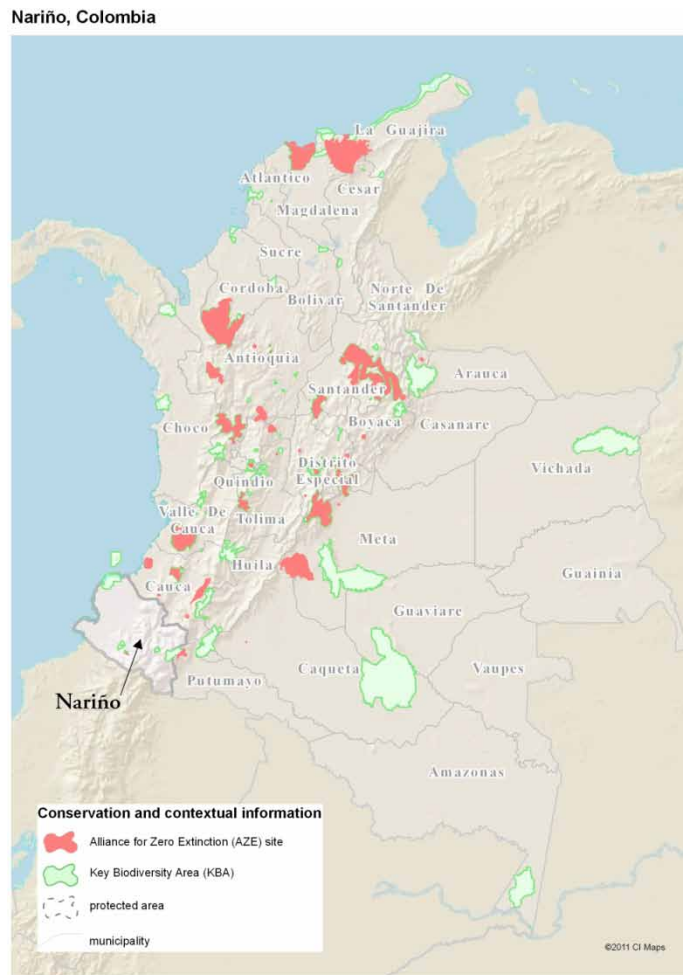 Nariño, Colombia
La Guajira
Atlantico
Cesar
Magdalena
Sucre
Cordoba
Bolivar
Norte De
Santander
Antioquia
Santander
Arauca
Boyaca
Choco
Casanare
Distrito
Especial
Vichada
Quindio
Valle De
Cauca
Tolima
Meta
Huila
Guainia
Cauca
Guaviare
Nariño
Caqueta
Vaupes
Putumayo
Amazonas
Conservation and contextual information
Alliance for Zero Extinction (AZE) site
Key Biodiversity Area (KBA)
protected area
municipality
©2011 CI Maps